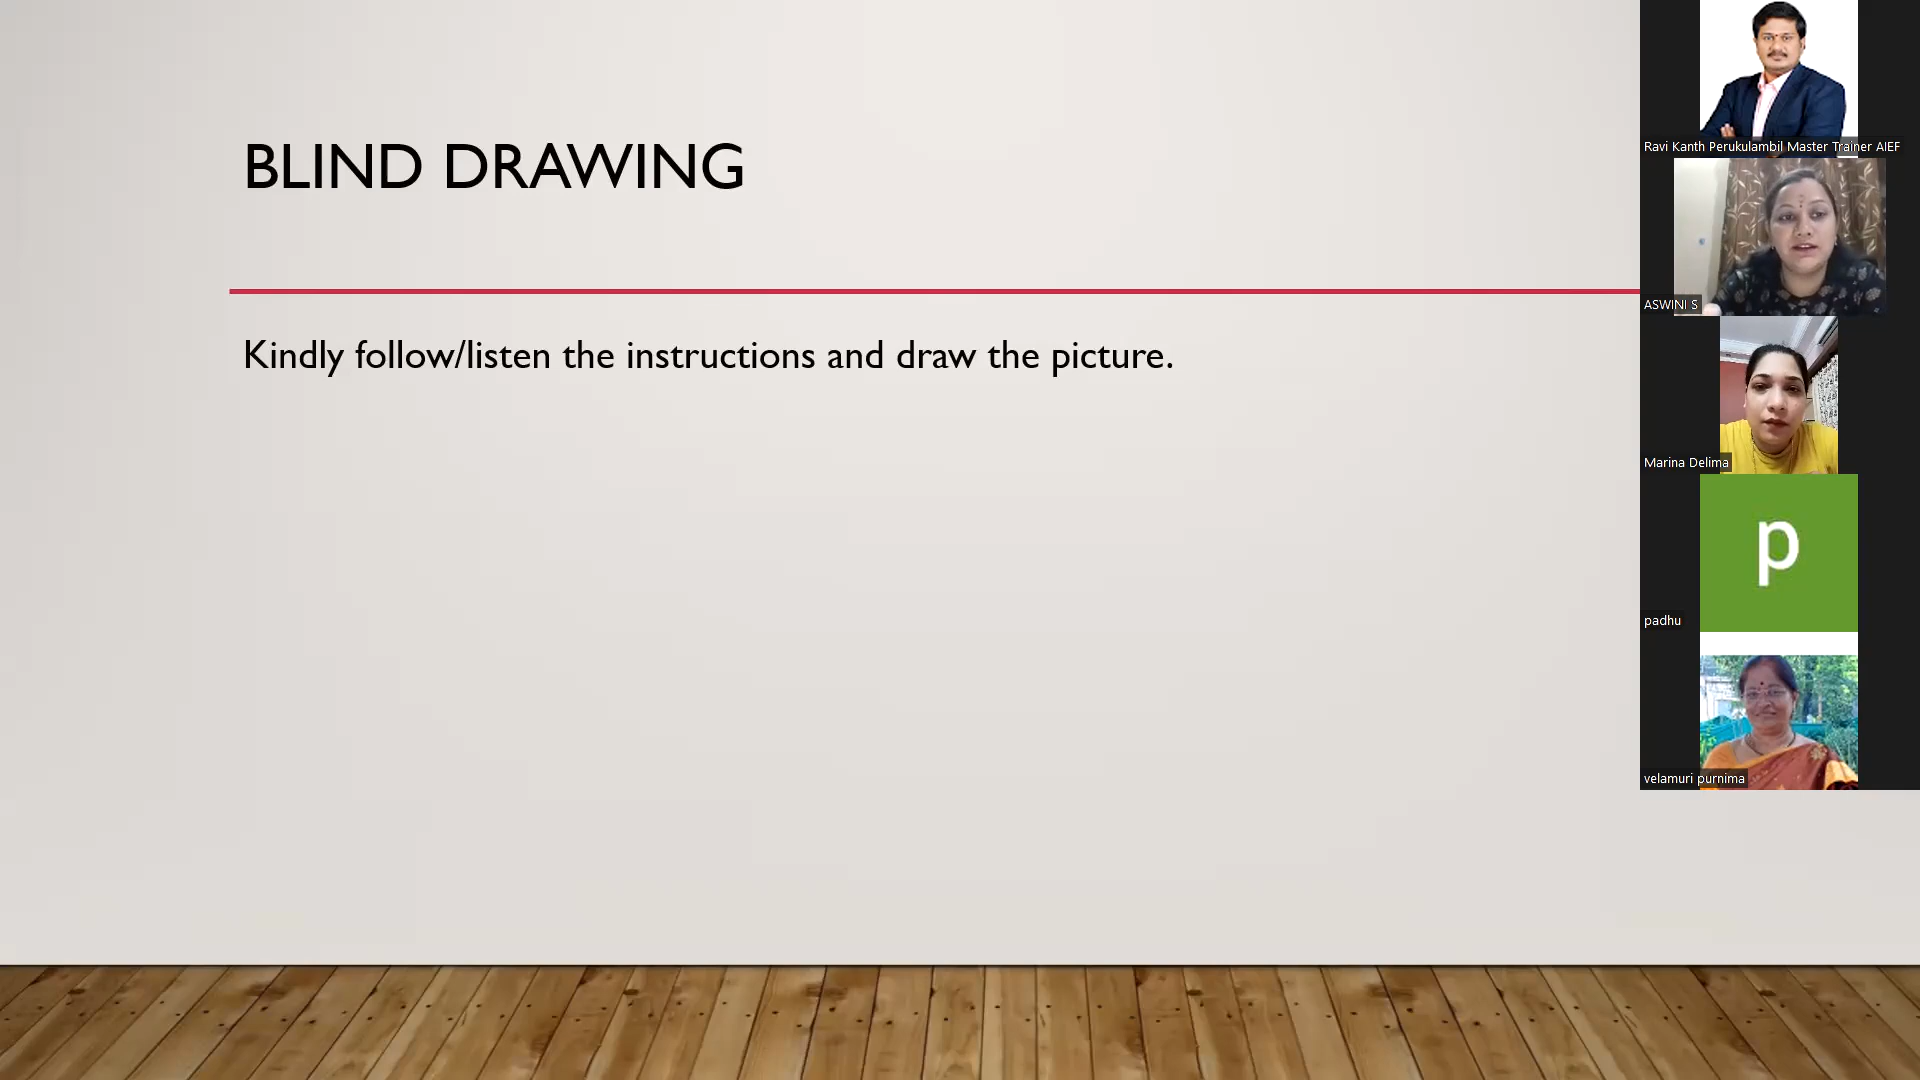 BLIND DRAWING
Kindly follow/listen the instructions and draw the picture.
Ravi Kanth Perukulambil Master Trainer AIEF
ASWINI S
Marina Delima
p
padhu
velamuri purnima